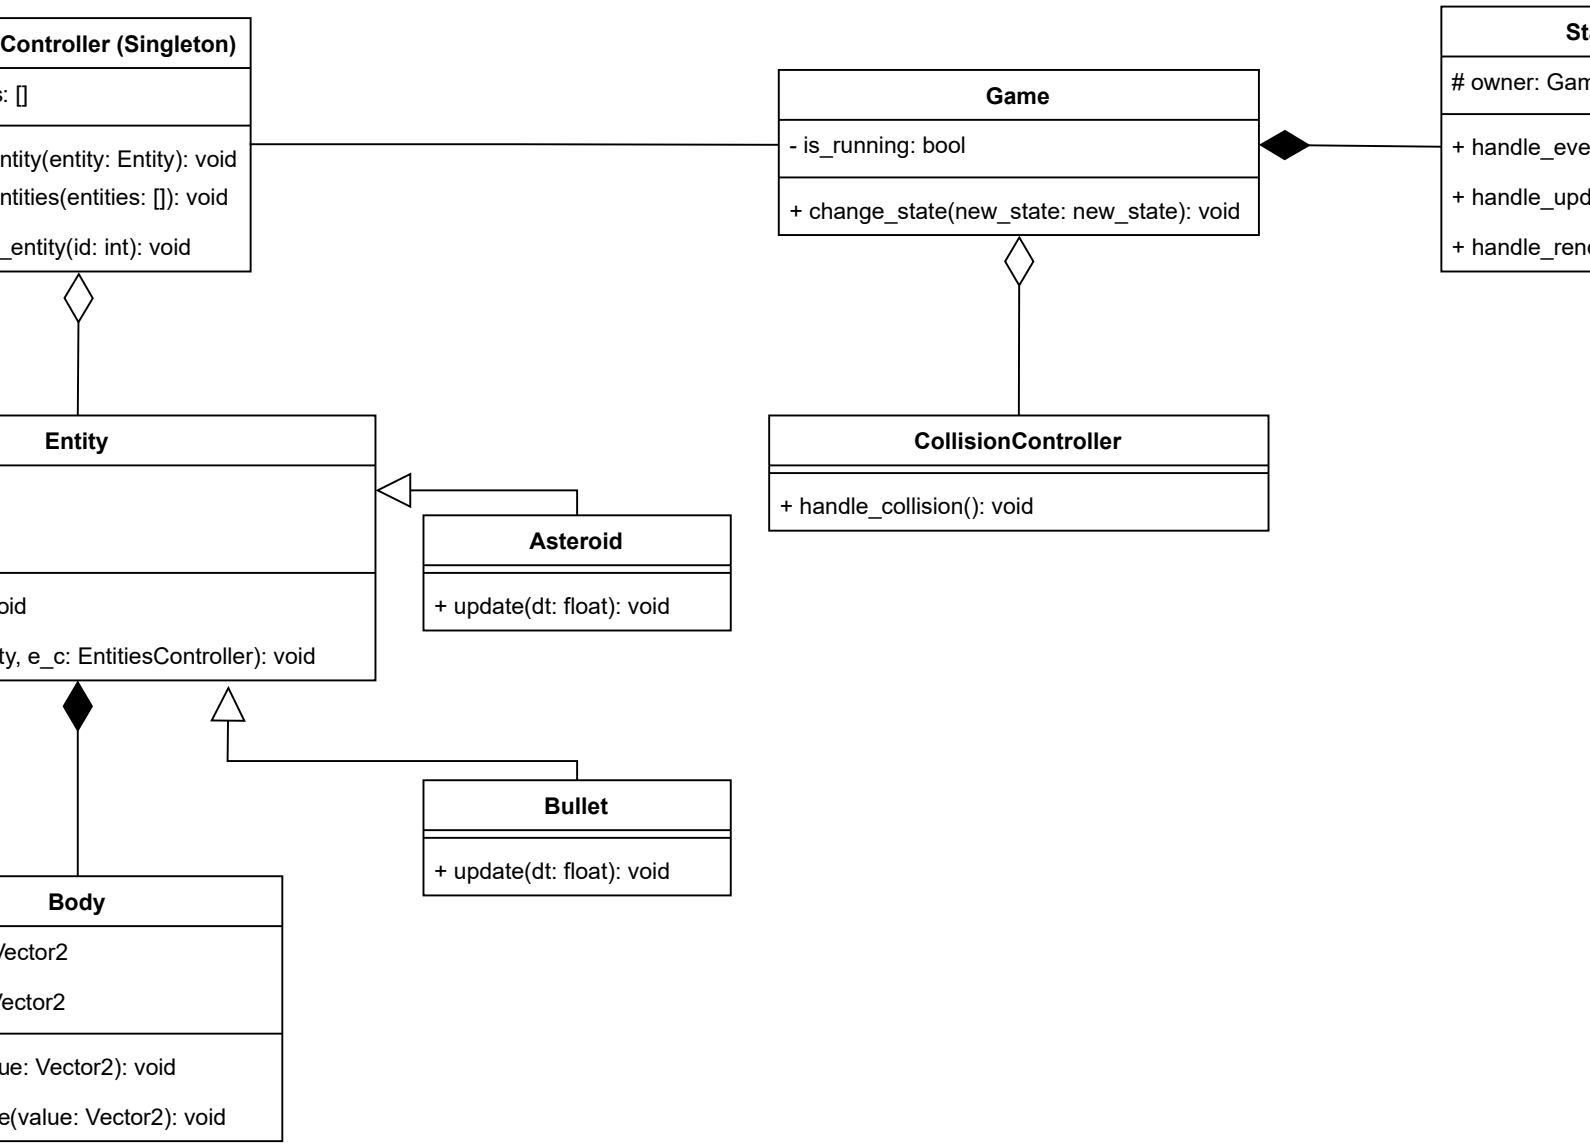 Controller (Singleton)
s: []
ntity(entity: Entity): void
ntities(entities: []): void
_entity(id: int): void
Game
- is_running: bool
+ change_state(new_state: new_state): void
# owner: Gam
+ handle_eve
+ handle_upd
+ handle_ren
Entity
oid
ty, e_c: EntitiesController): void
Asteroid
+ update(dt: float): void
CollisionController
+ handle_collision(): void
Bullet
+ update(dt: float): void
Body
Vector2
Vector2
ue: Vector2): void
e(value: Vector2): void